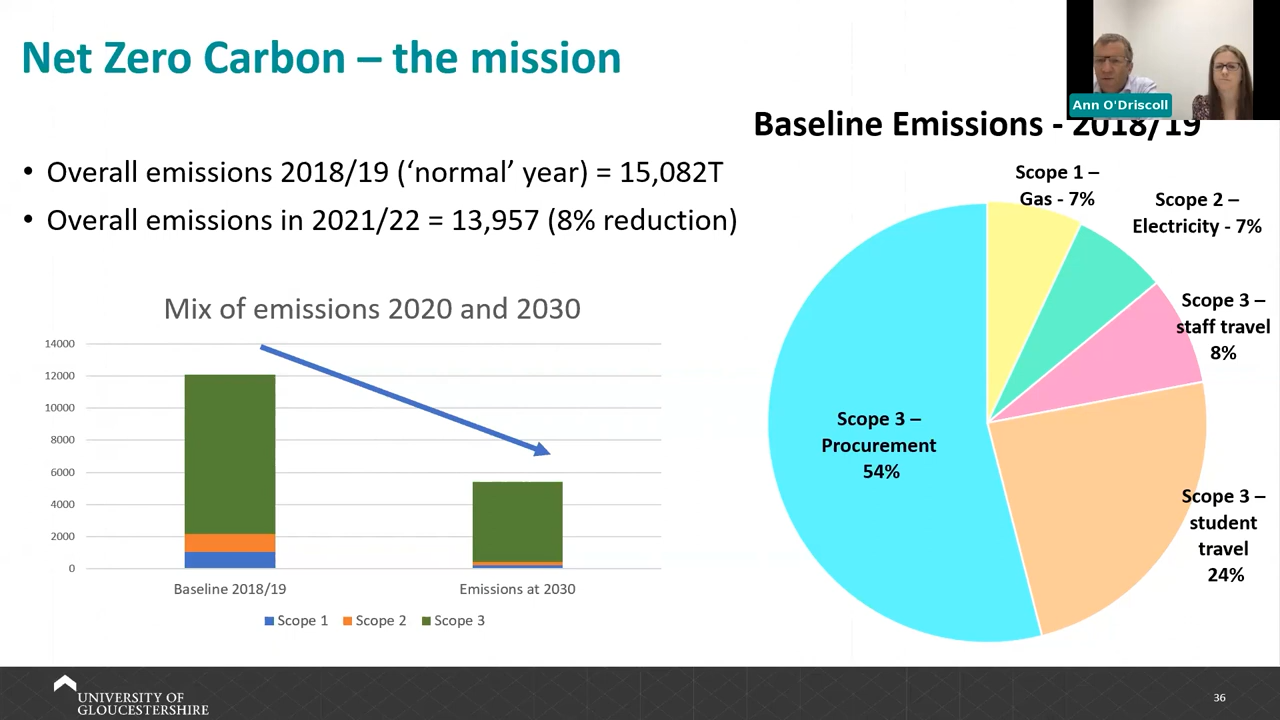 Net Zero Carbon – the mission
Ann O'Driscoll
Baseline Emissions - 2018/19
• Overall emissions 2018/19 (‘normal’ year) = 15,082T
• Overall emissions in 2021/22 = 13,957 (8% reduction)
Mix of emissions 2020 and 2030
14000
12000
10000
8000
6000
4000
2000
0
Baseline 2018/19
Emissions at 2030
Scope 1
Scope 2
Scope 3
Scope 1 –
Gas - 7%
Scope 2 –
Electricity - 7%
Scope 3 –
staff travel
8%
Scope 3 –
Procurement
54%
Scope 3 –
student
travel
24%
UNIVERSITY OF
GLOUCESTERSHIRE
36